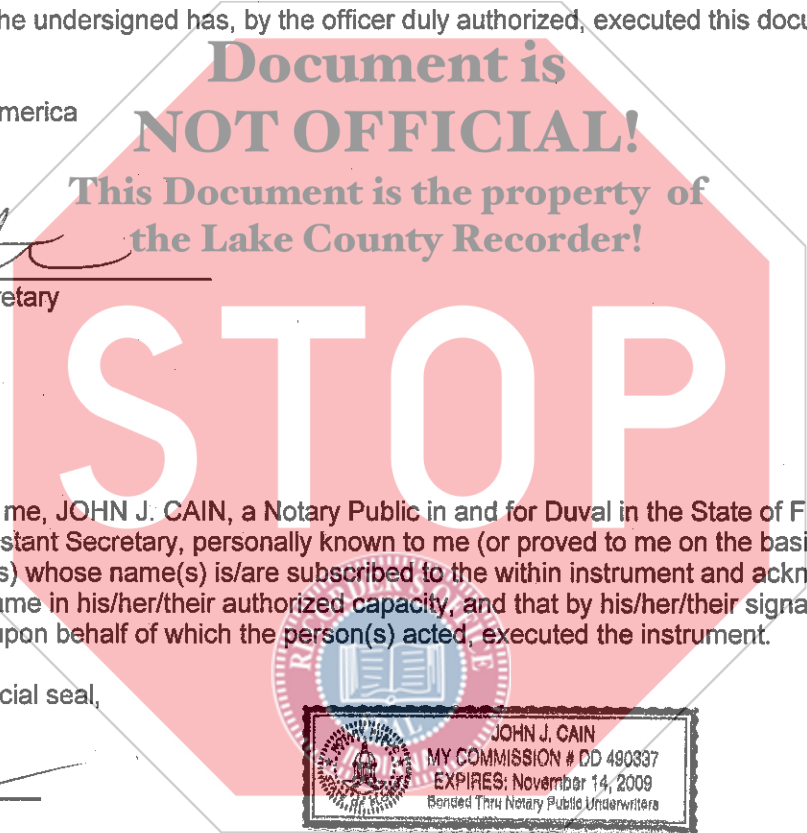 he undersigned has, by the officer duly authorized, executed this docu
Document is
merica
NOT OFFICIAL!
This Document is the property of
the Lake County Recorder!
retary
STOP
me, JOHN J. CAIN, a Notary Public in and for Duval in the State of F
stant Secretary, personally known to me (or proved to me on the basi
s) whose name(s) is/are subscribed to the within instrument and ackn
ame in his/her/their authorized capacity, and that by his/her/their signa
upon behalf of which the person(s) acted, executed the instrument.
RECORDER'S OFFICE
cial seal,
JOHN J. CAIN
MY COMMISSION # DD 490337
EXPIRES: November 14, 2009
Bonded Thru Notary Public Underwriters